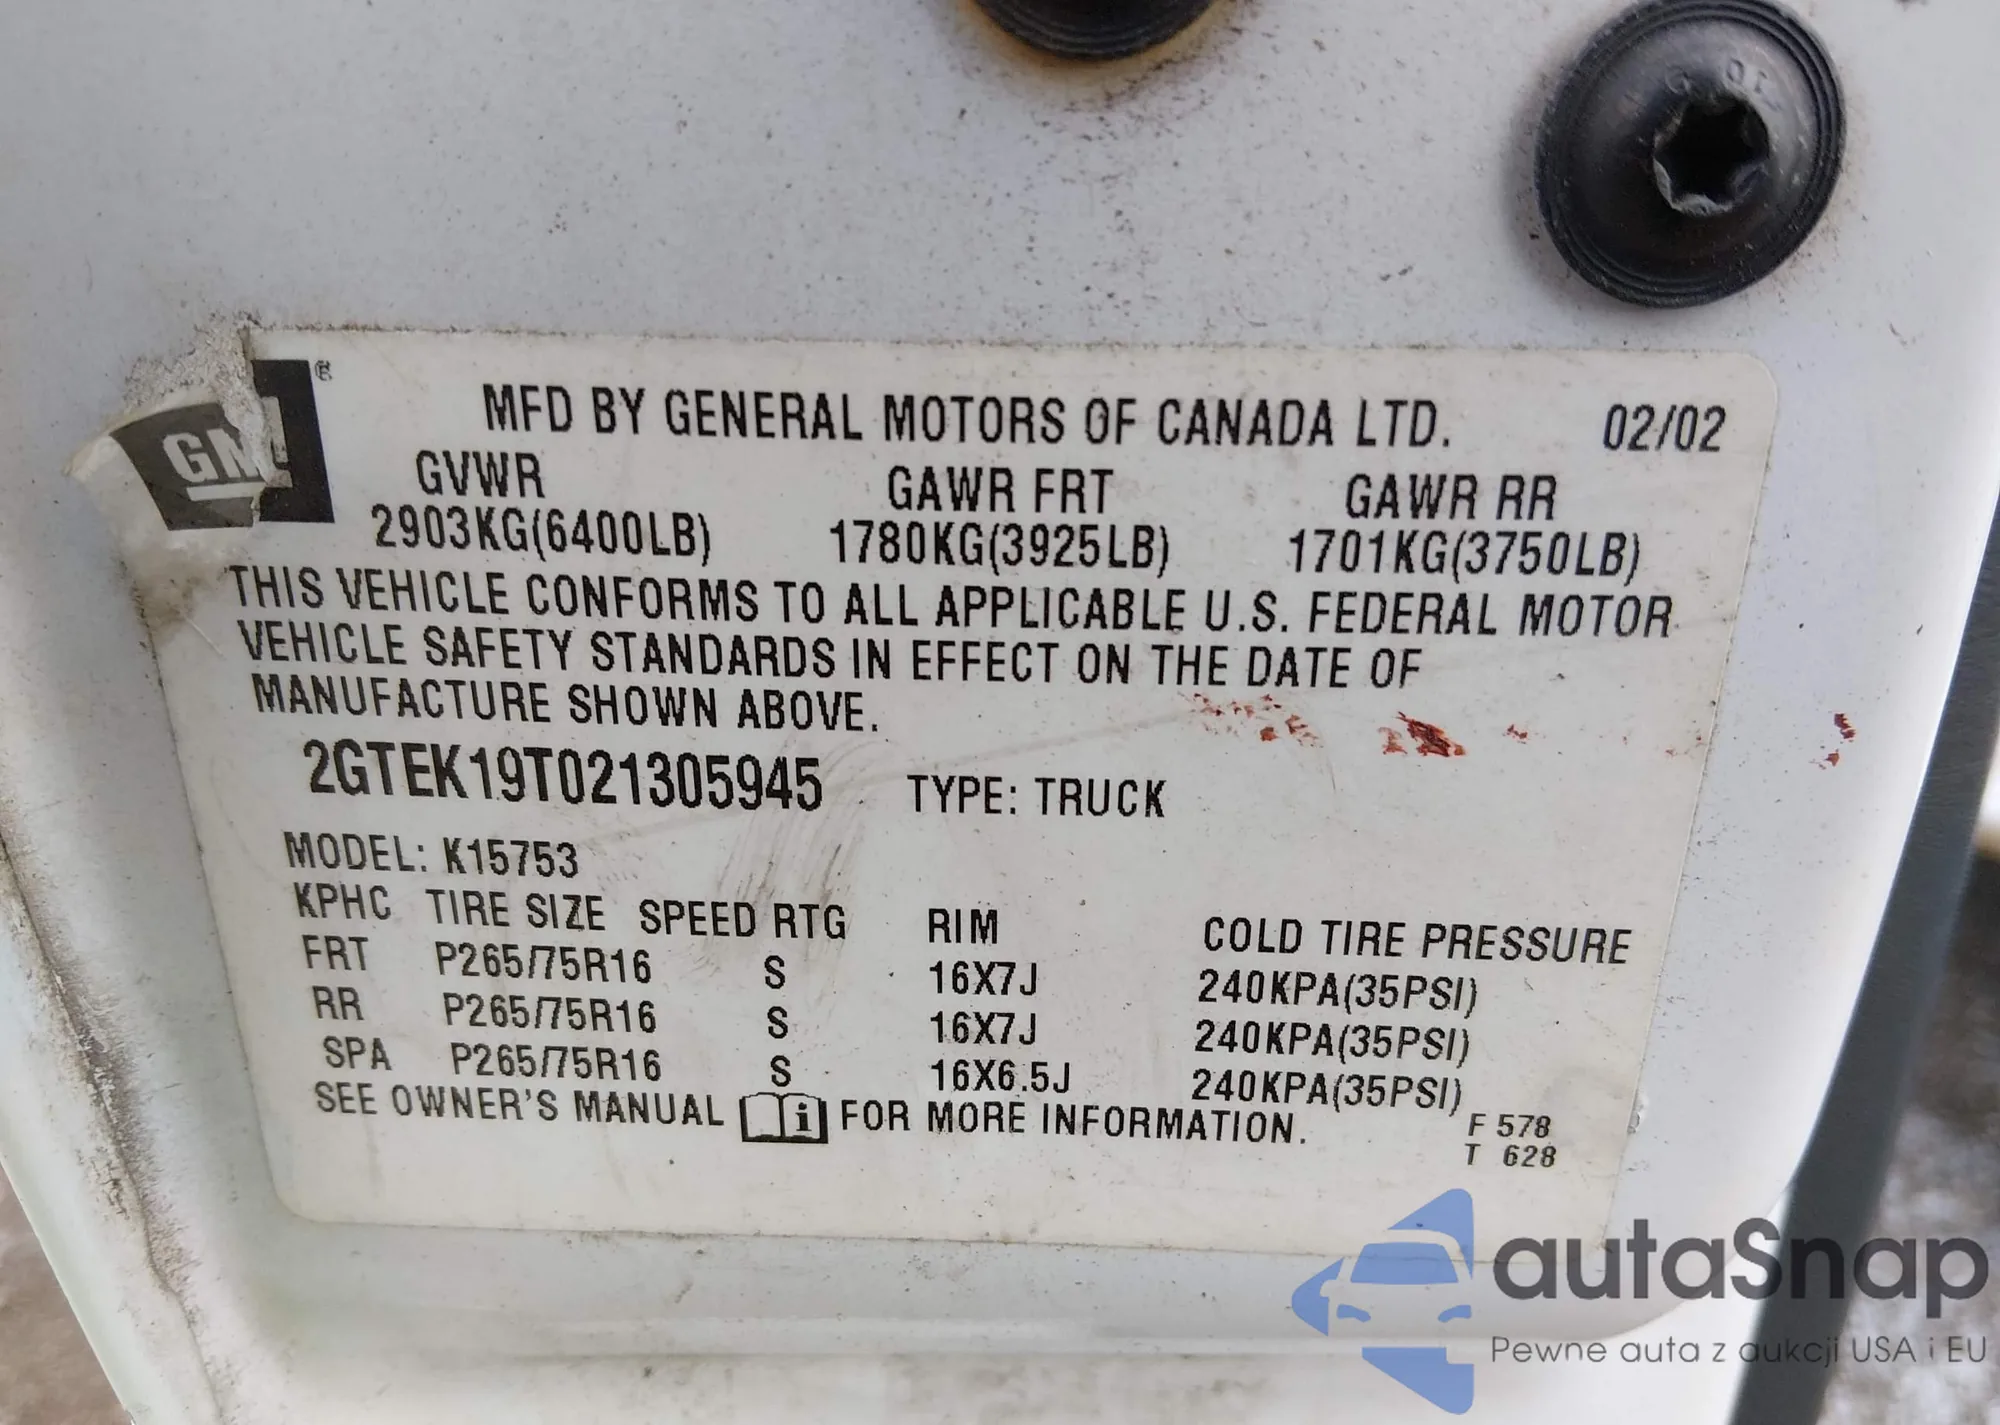 GM ®
MFD BY GENERAL MOTORS OF CANADA LTD. 02/02
GVWR GAWR FRT GAWR RR
2903KG(6400LB) 1780KG(3925LB) 1701KG(3750LB)
THIS VEHICLE CONFORMS TO ALL APPLICABLE U.S. FEDERAL MOTOR
VEHICLE SAFETY STANDARDS IN EFFECT ON THE DATE OF
MANUFACTURE SHOWN ABOVE.
2GTEK19T021305945 TYPE: TRUCK
MODEL: K15753
KPHC TIRE SIZE SPEED RTG RIM COLD TIRE PRESSURE
FRT P265/75R16 S 16X7J 240KPA(35PSI)
RR P265/75R16 S 16X7J 240KPA(35PSI)
SPA P265/75R16 S 16X6.5J 240KPA(35PSI)
SEE OWNER'S MANUAL i FOR MORE INFORMATION.
F 578
T 628
autaSnap
Pewne auta z aukcji USA i EU